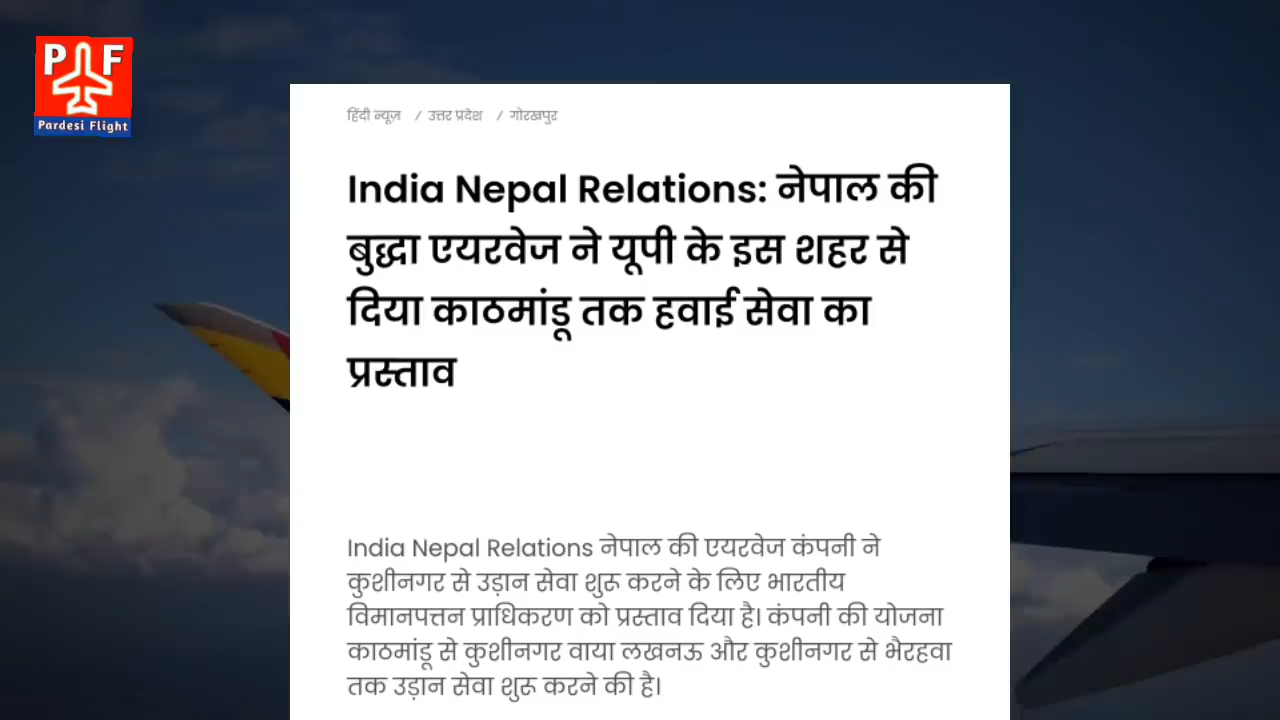 P F
Pardesi Flight
हिंदी न्यूज़ / उत्तर प्रदेश / गोरखपुर
India Nepal Relations: नेपाल की
बुद्धा एयरवेज ने यूपी के इस शहर से
दिया काठमांडू तक हवाई सेवा का
प्रस्ताव
India Nepal Relations नेपाल की एयरवेज कंपनी ने
कुशीनगर से उड़ान सेवा शुरू करने के लिए भारतीय
विमानपत्तन प्राधिकरण को प्रस्ताव दिया है। कंपनी की योजना
काठमांडू से कुशीनगर वाया लखनऊ और कुशीनगर से भैरहवा
तक उड़ान सेवा शुरू करने की है।